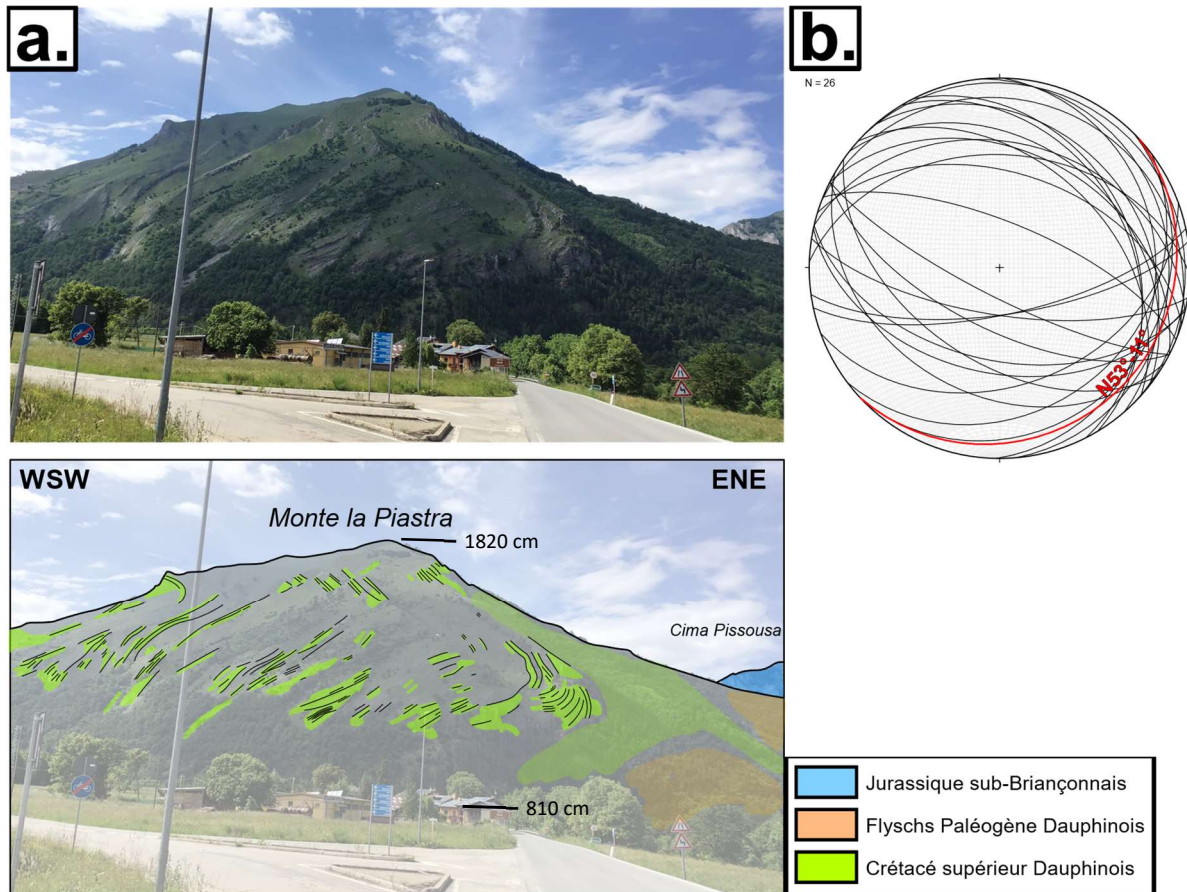 a.
b.
N = 26
N53°-11°
WSW
ENE
Monte la Piastra
1820 cm
Cima Pissousa
810 cm
Jurassique sub-Briançonnais
Flyschs Paléogène Dauphinois
Crétacé supérieur Dauphinois